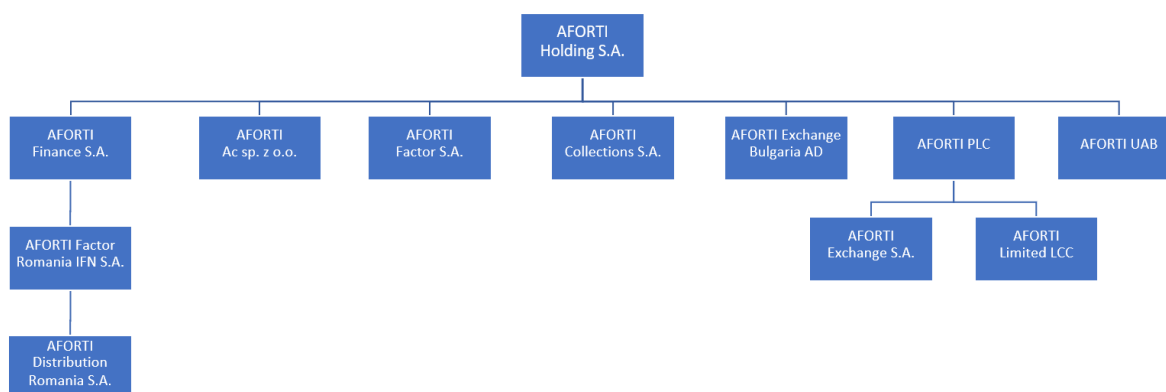 AFORTI
Holding S.A.
AFORTI
Finance S.A.
AFORTI
Ac sp. z o.o.
AFORTI
Factor S.A.
AFORTI
Collections S.A.
AFORTI Exchange
Bulgaria AD
AFORTI PLC
AFORTI UAB
AFORTI Factor
Romania IFN S.A.
AFORTI
Exchange S.A.
AFORTI
Limited LCC
AFORTI
Distribution
Romania S.A.